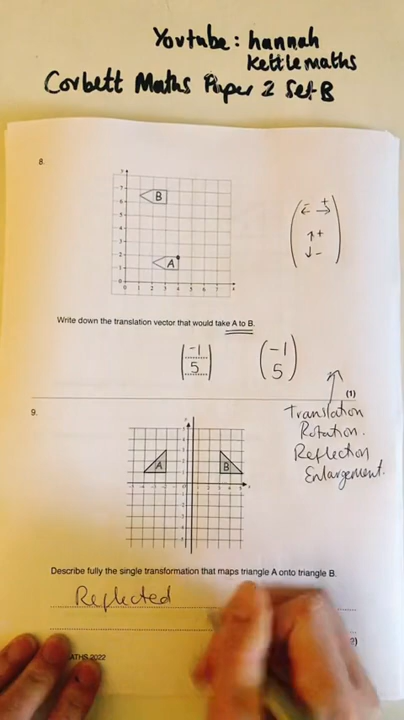 Youtube: hannah
kettlemaths
Corbett Maths Paper 2 Set B
8.
B
A
Write down the translation vector that would take A to B.
-1
5
-1
5
(1)
Translation
Rotation.
Reflection
Enlargement.
9.
A
B
Describe fully the single transformation that maps triangle A onto triangle B.
Reflected
2)
ATHS 2022